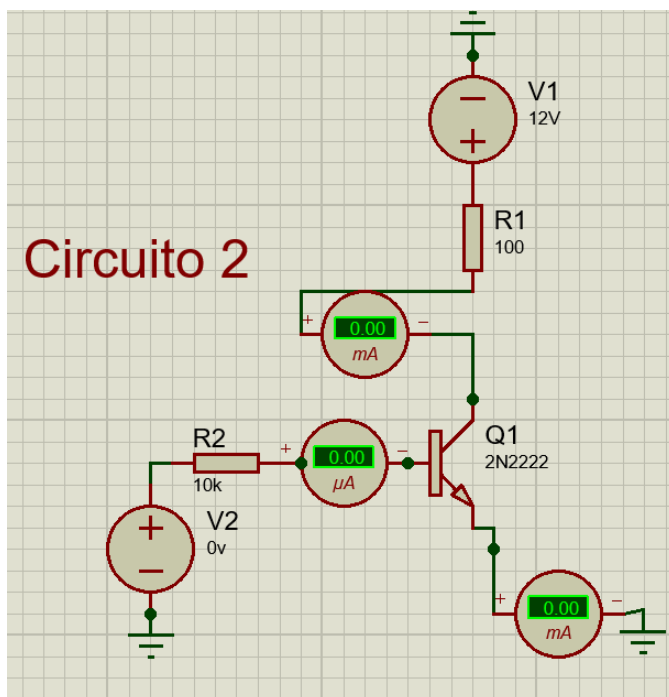 V1
12V
R1
100
Circuito 2
+
−
0.00
mA
Q1
2N2222
R2
10k
+
−
0.00
µA
V2
0v
+
−
0.00
mA